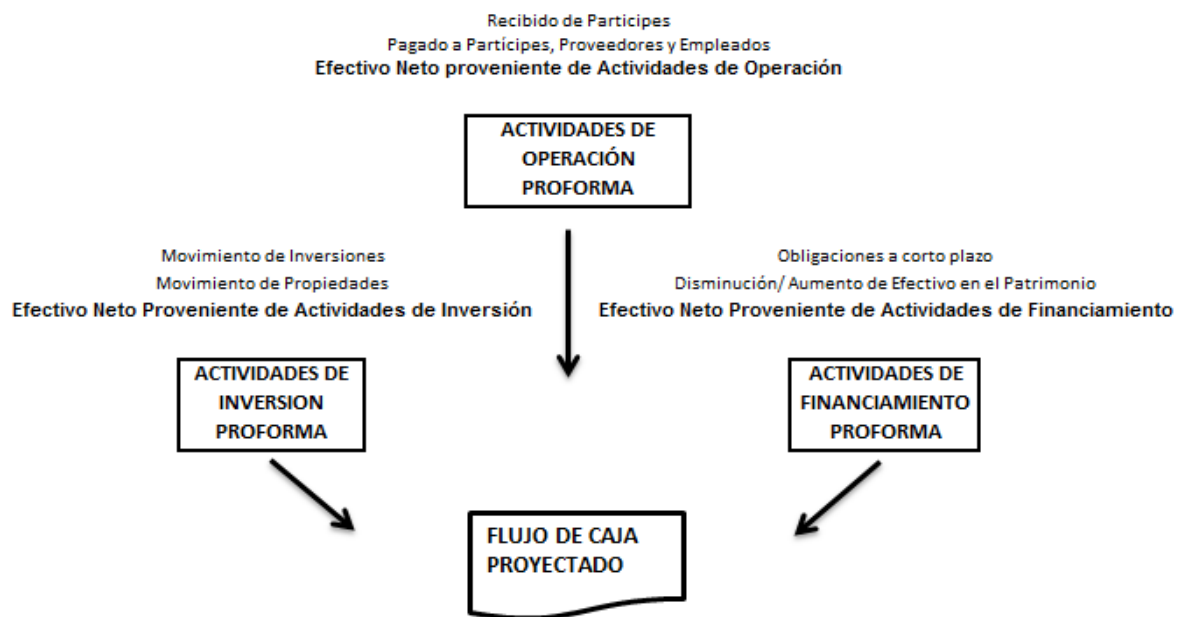 Recibido de Participes
Pagado a Partícipes, Proveedores y Empleados
Efectivo Neto proveniente de Actividades de Operación
ACTIVIDADES DE
OPERACIÓN
PROFORMA
Movimiento de Inversiones
Movimiento de Propiedades
Efectivo Neto Proveniente de Actividades de Inversión
Obligaciones a corto plazo
Disminución/ Aumento de Efectivo en el Patrimonio
Efectivo Neto Proveniente de Actividades de Financiamiento
ACTIVIDADES DE
INVERSION
PROFORMA
ACTIVIDADES DE
FINANCIAMIENTO
PROFORMA
FLUJO DE CAJA
PROYECTADO